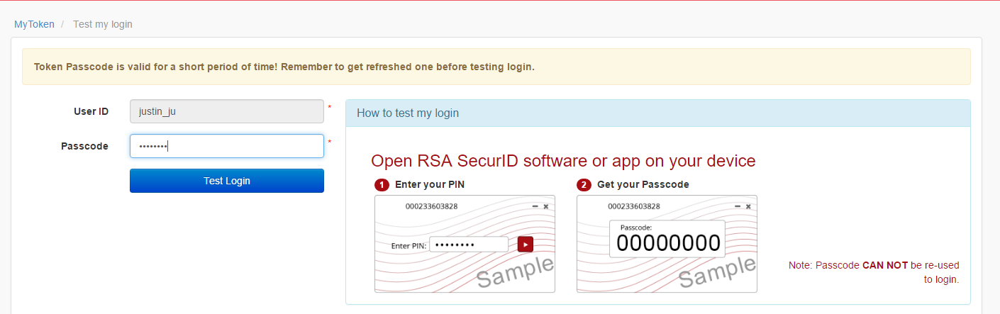 MyToken / Test my login
Token Passcode is valid for a short period of time! Remember to get refreshed one before testing login.
User ID justin_ju *
Passcode •••••••• *
Test Login
How to test my login
Open RSA SecurID software or app on your device
1 Enter your PIN
000233603828
Enter PIN: ••••••••
Sample
2 Get your Passcode
000233603828
Passcode:
00000000
Sample
Note: Passcode CAN NOT be re-used
to login.